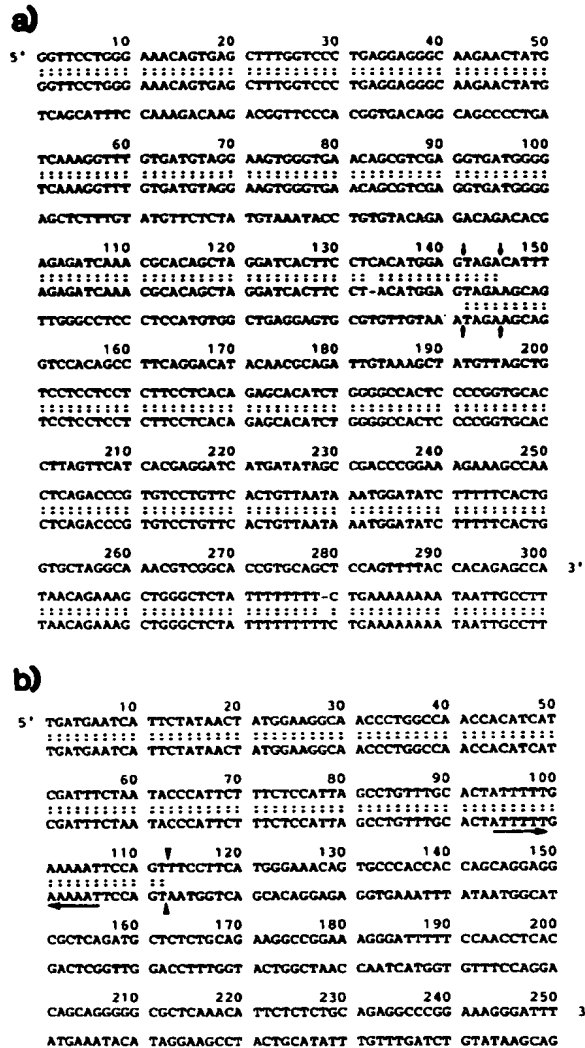 a)
10 20 30 40 50
5' GGTTCCTGGG AAACAGTGAG CTTTGGTCCC TGAGGAGGGC AAGAACTATG
:::::::::: :::::::::: :::::::::: :::::::::: ::::::::::
GGTTCCTGGG AAACAGTGAG CTTTGGTCCC TGAGGAGGGC AAGAACTATG
TCAGCATTTC CAAAGACAAG ACGGTTCCCA CGGTGACAGG CAGCCCCTGA
60 70 80 90 100
TCAAAGGTTT GTGATGTAGG AAGTGGGTGA ACAGCGTCGA GGTGATGGGG
:::::::::: :::::::::: :::::::::: :::::::::: ::::::::::
TCAAAGGTTT GTGATGTAGG AAGTGGGTGA ACAGCGTCGA GGTGATGGGG
AGCTCTTTGT ATGTTCTCTA TGTAAATACC TGTGTACAGA GACAGACACG
110 120 130 140 150
AGAGATCAAA CGCACAGCTA GGATCACTTC CTCACATGGA GTAGACATTT
:::::::::: :::::::::: :::::::::: :: ::::::: :::::
AGAGATCAAA CGCACAGCTA GGATCACTTC CT-ACATGGA GTAGAAGCAG
TTGGGCCTCC CTCCATGTGG CTGAGGAGTG CGTGTTGTAA ATAGAAGCAG
160 170 180 190 200
GTCCACAGCC TTCAGGACAT ACAACGCAGA TTGTAAAGCT ATGTTAGCTG
TCCTCCTCCT CTTCCTCACA GAGCACATCT GGGGCCACTC CCCGGTGCAC
:::::::::: :::::::::: :::::::::: :::::::::: ::::::::::
TCCTCCTCCT CTTCCTCACA GAGCACATCT GGGGCCACTC CCCGGTGCAC
210 220 230 240 250
CTTAGTTCAT CACGAGGATC ATGATATAGC CGACCCGGAA AGAAAGCCAA
CTCAGACCCG TGTCCTGTTC ACTGTTAATA AATGGATATC TTTTTCACTG
:::::::::: :::::::::: :::::::::: :::::::::: ::::::::::
CTCAGACCCG TGTCCTGTTC ACTGTTAATA AATGGATATC TTTTTCACTG
260 270 280 290 300
GTGCTAGGCA AACGTCGGCA CCGTGCAGCT CCAGTTTTAC CACAGAGCCA 3'
TAACAGAAAG CTGGGCTCTA TTTTTTTT-C TGAAAAAAAA TAATTGCCTT
:::::::::: :::::::::: :::::::: : :::::::::: ::::::::::
TAACAGAAAG CTGGGCTCTA TTTTTTTTTC TGAAAAAAAA TAATTGCCTT
b)
10 20 30 40 50
5' TGATGAATCA TTCTATAACT ATGGAAGGCA ACCCTGGCCA ACCACATCAT
:::::::::: :::::::::: :::::::::: :::::::::: ::::::::::
TGATGAATCA TTCTATAACT ATGGAAGGCA ACCCTGGCCA ACCACATCAT
60 70 80 90 100
CGATTTCTAA TACCCATTCT TTCTCCATTA GCCTGTTTGC ACTATTTTTG
:::::::::: :::::::::: :::::::::: :::::::::: ::::::::::
CGATTTCTAA TACCCATTCT TTCTCCATTA GCCTGTTTGC ACTATTTTTG
110 120 130 140 150
AAAAATTCCA GTTTCCTTCA TGGGAAACAG TGCCCACCAC CAGCAGGAGG
:::::::::: ::
AAAAATTCCA GTAATGGTCA GCACAGGAGA GGTGAAATTT ATAATGGCAT
160 170 180 190 200
CGCTCAGATG CTCTCTGCAG AAGGCCGGAA AGGGATTTTT CCAACCTCAC
GACTCGGTTG GACCTTTGGT ACTGGCTAAC CAATCATGGT GTTTCCAGGA
210 220 230 240 250
CAGCAGGGGG CGCTCAAACA TTCTCTCTGC AGAGGCCCGG AAAGGGATTT 3
ATGAAATACA TAGGAAGCCT ACTGCATATT TGTTTGATCT GTATAAGCAG